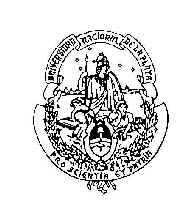 UNIVERSIDAD NACIONAL DE LA PLATA
PRO SCIENTIA ET PATRIA